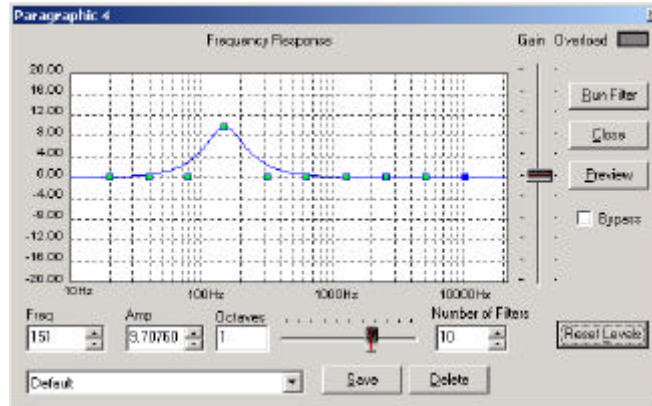 Paragraphic 4
Frequency Response
Gain Overload
20.00
16.00
12.00
8.00
4.00
0.00
-4.00
-8.00
-12.00
-16.00
-20.00
10Hz 100Hz 1000Hz 10000Hz
Run Filter
Close
Preview
Bypass
Freq Amp Octaves Number of Filters
151 9.70760 1 10
Reset Levels
Default Save Delete